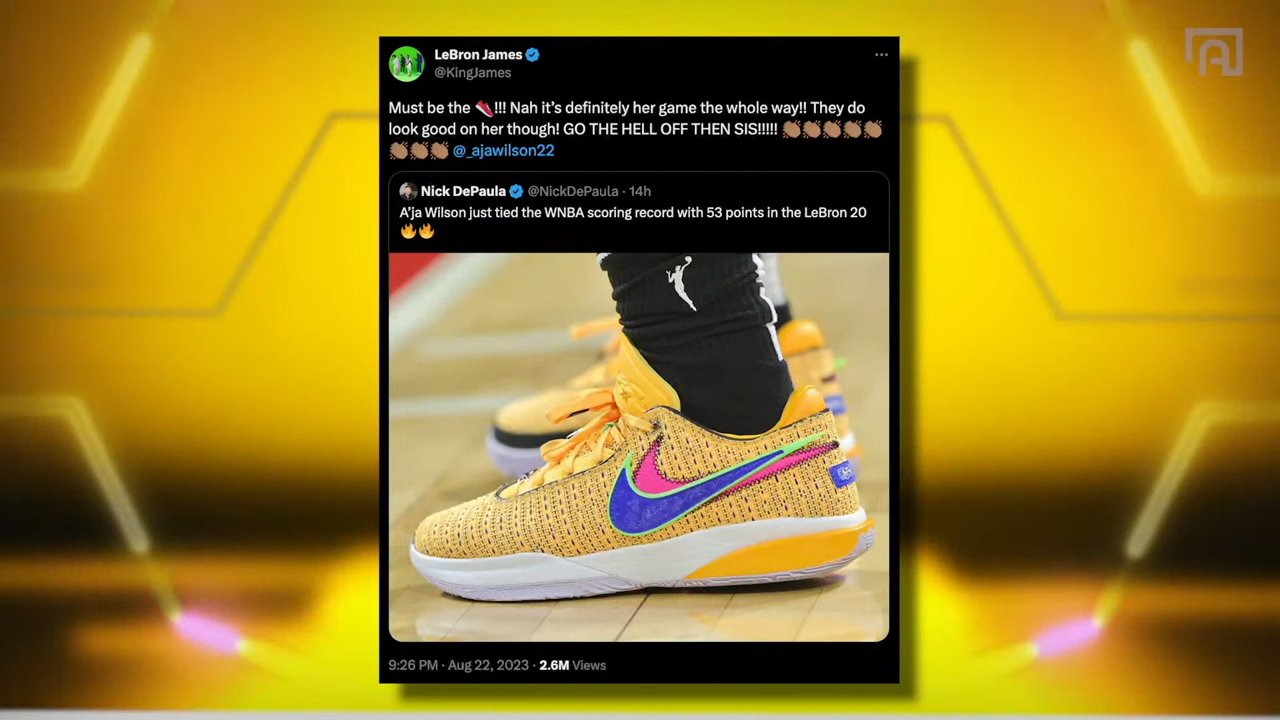 LeBron James
@KingJames
Must be the 👟!!! Nah it’s definitely her game the whole way!! They do
look good on her though! GO THE HELL OFF THEN SIS!!!!! 👏🏽👏🏽👏🏽👏🏽👏🏽
👏🏽👏🏽👏🏽 @_ajawilson22
Nick DePaula @NickDePaula · 14h
A’ja Wilson just tied the WNBA scoring record with 53 points in the LeBron 20
🔥🔥
9:26 PM · Aug 22, 2023 · 2.6M Views